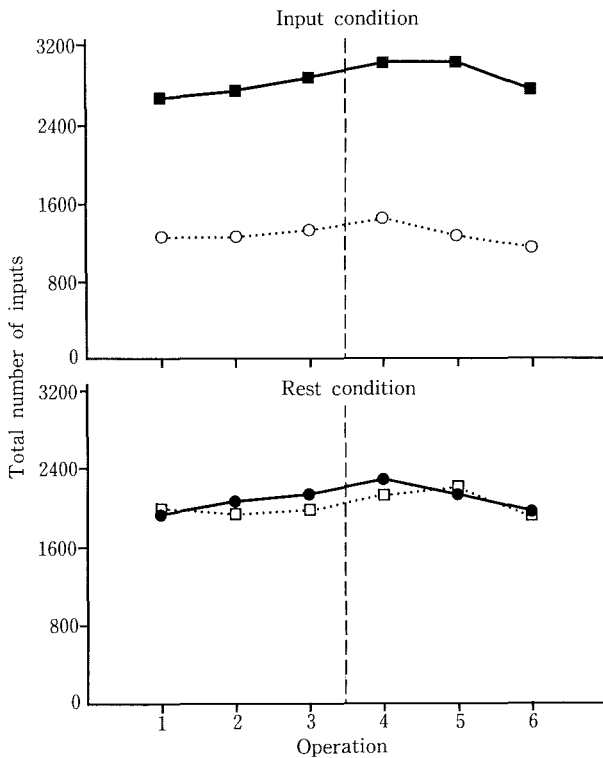 Input condition
3200
2400
1600
800
0
Total number of inputs
Rest condition
3200
2400
1600
800
0
1 2 3 4 5 6
Operation